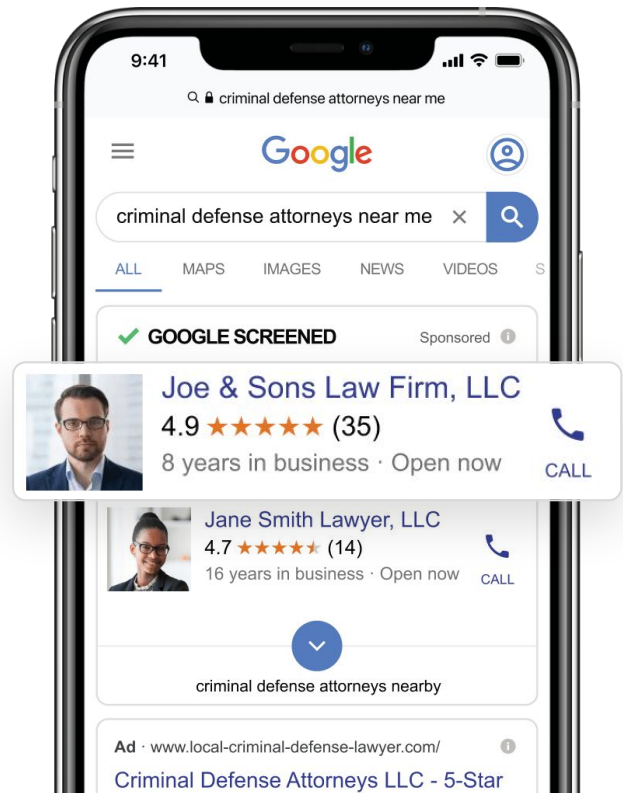 9:41
criminal defense attorneys near me
Google
criminal defense attorneys near me
ALL MAPS IMAGES NEWS VIDEOS S
GOOGLE SCREENED Sponsored
Joe & Sons Law Firm, LLC
4.9 ★★★★★ (35)
8 years in business · Open now
CALL
Jane Smith Lawyer, LLC
4.7 ★★★★★ (14)
16 years in business · Open now
CALL
criminal defense attorneys nearby
Ad · www.local-criminal-defense-lawyer.com/
Criminal Defense Attorneys LLC - 5-Star